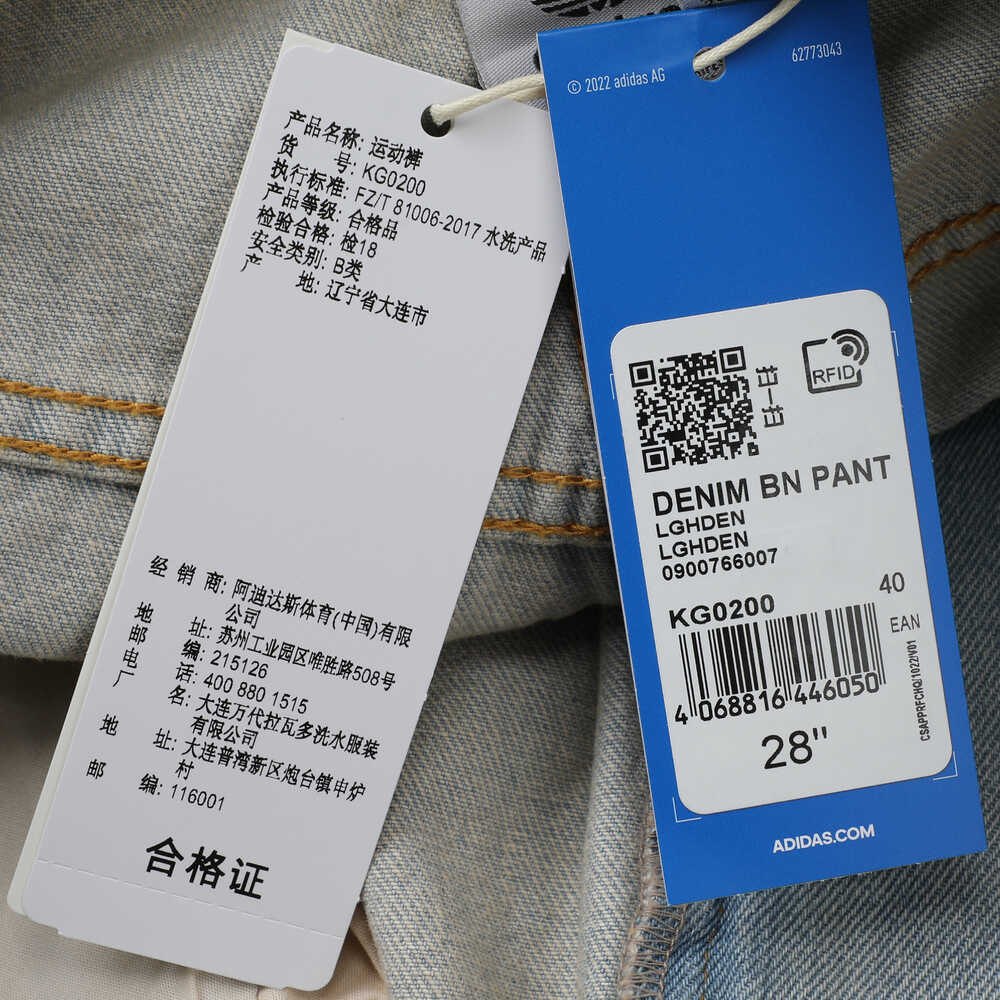 产品名称: 运动裤
货 号: KG0200
执行标准: FZ/T 81006-2017 水洗产品
产品等级: 合格品
检验合格: 检18
安全类别: B类
产 地: 辽宁省大连市
经 销 商: 阿迪达斯体育(中国)有限
公司
地 址: 苏州工业园区唯胜路508号
邮 编: 215126
电 话: 400 880 1515
厂 名: 大连万代拉瓦多洗水服装
有限公司
地 址: 大连普湾新区炮台镇申炉
村
邮 编: 116001
合格证
© 2022 adidas AG
62773043
RFID
DENIM BN PANT
LGHDEN
LGHDEN
0900766007
KG0200
40
EAN
4 068816 446050
28"
CSAPPRFCHQ/1022/V01
ADIDAS.COM